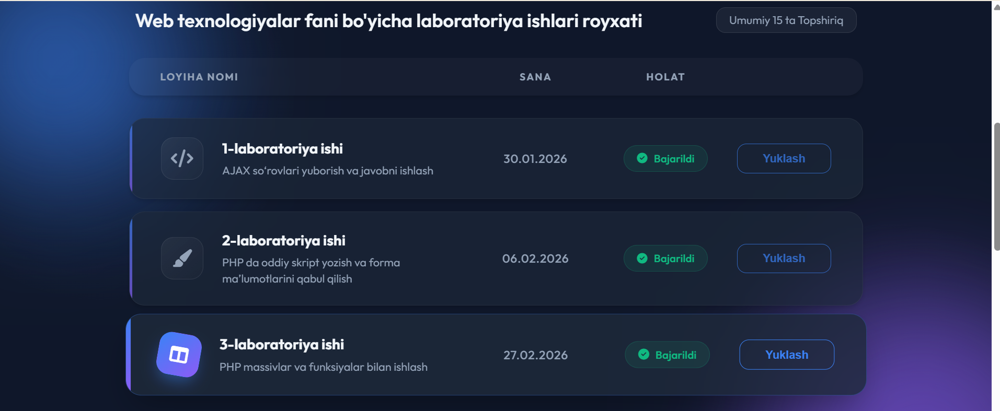 Web texnologiyalar fani bo'yicha laboratoriya ishlari royxati
Umumiy 15 ta Topshiriq
LOYIHA NOMI
SANA
HOLAT
1-laboratoriya ishi
AJAX so‘rovlari yuborish va javobni ishlash
30.01.2026
Bajarildi
Yuklash
2-laboratoriya ishi
PHP da oddiy skript yozish va forma
ma’lumotlarini qabul qilish
06.02.2026
Bajarildi
Yuklash
3-laboratoriya ishi
PHP massivlar va funksiyalar bilan ishlash
27.02.2026
Bajarildi
Yuklash